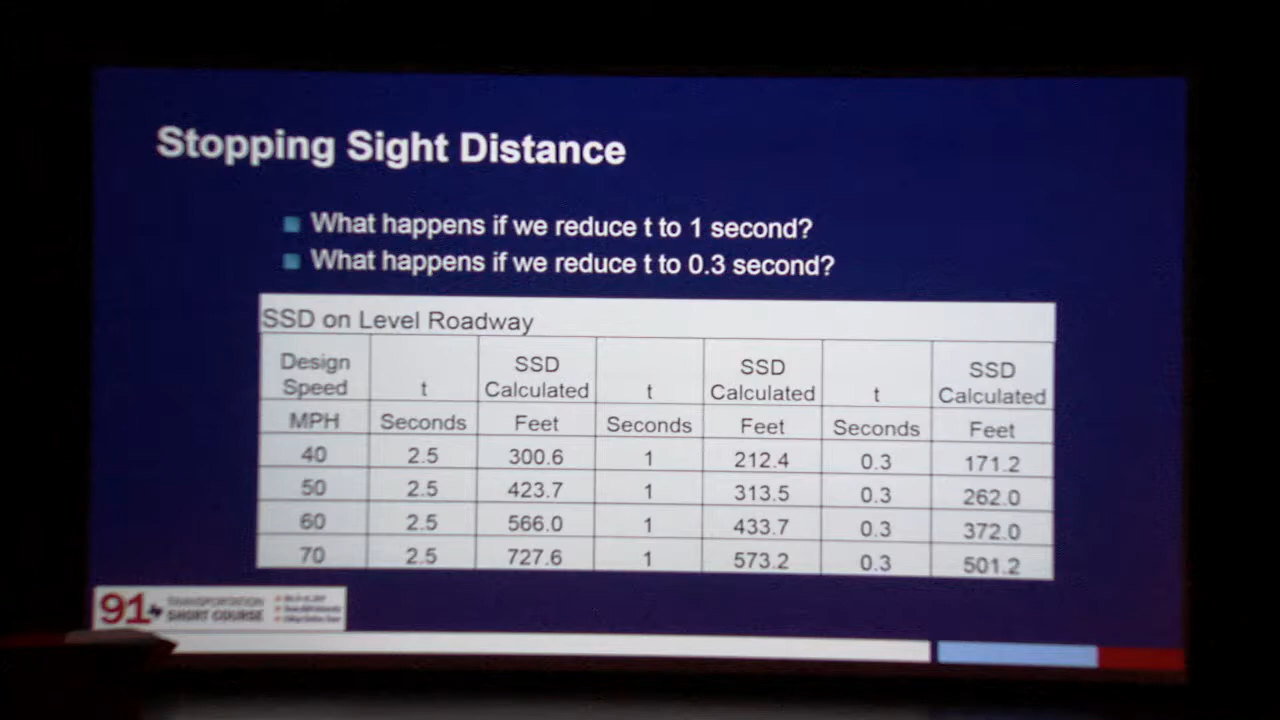 Stopping Sight Distance
What happens if we reduce t to 1 second?
What happens if we reduce t to 0.3 second?
SSD on Level Roadway
Design Speed t SSD Calculated t SSD Calculated t SSD Calculated
MPH Seconds Feet Seconds Feet Seconds Feet
40 2.5 300.6 1 212.4 0.3 171.2
50 2.5 423.7 1 313.5 0.3 262.0
60 2.5 566.0 1 433.7 0.3 372.0
70 2.5 727.6 1 573.2 0.3 501.2
91
TRANSPORTATION
SHORT COURSE